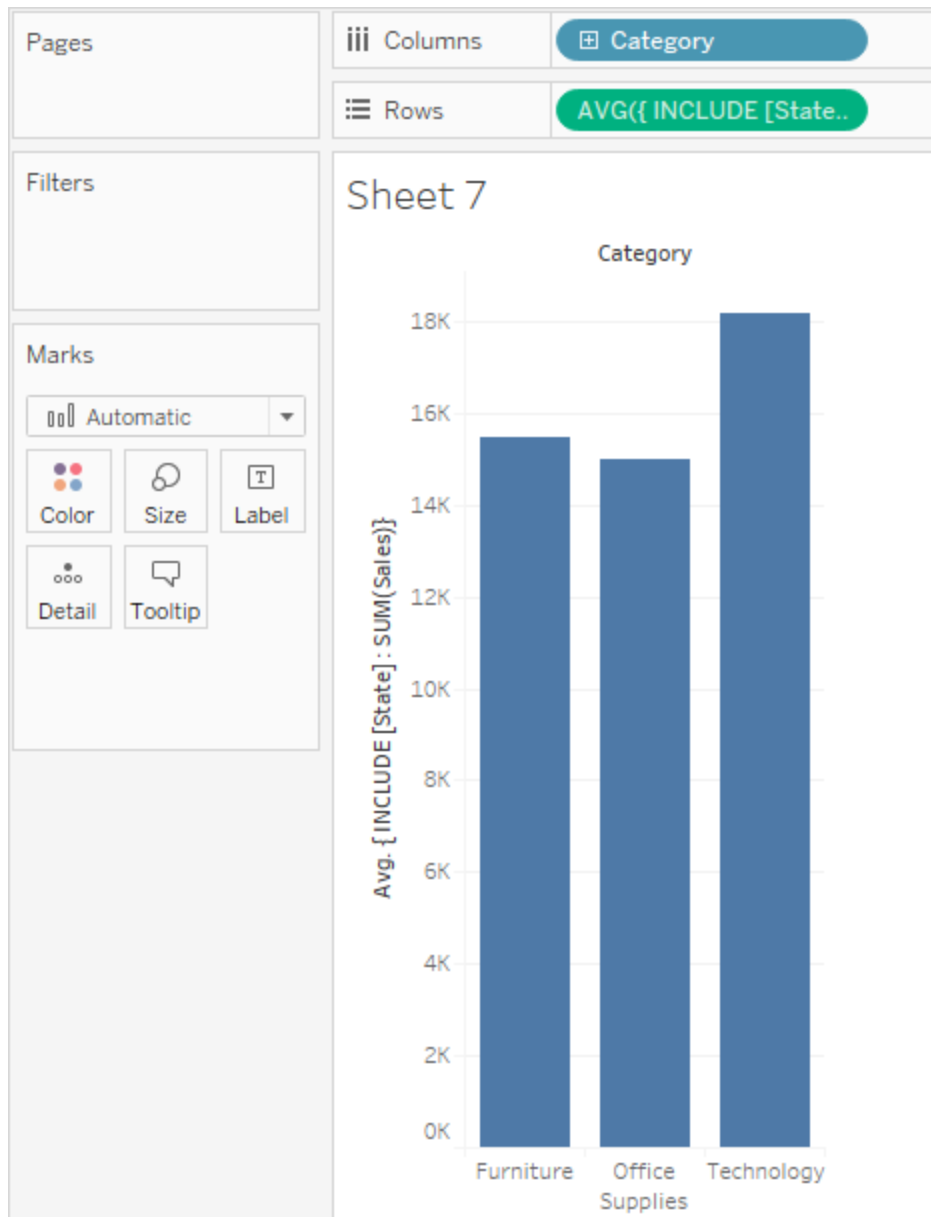 Pages
Columns
Category
Rows
AVG({ INCLUDE [State..
Filters
Sheet 7
Category
Marks
Automatic
Color
Size
T
Label
Detail
Tooltip
Avg. { INCLUDE [State] : SUM(Sales)}
18K
16K
14K
12K
10K
8K
6K
4K
2K
0K
Furniture
Office
Supplies
Technology